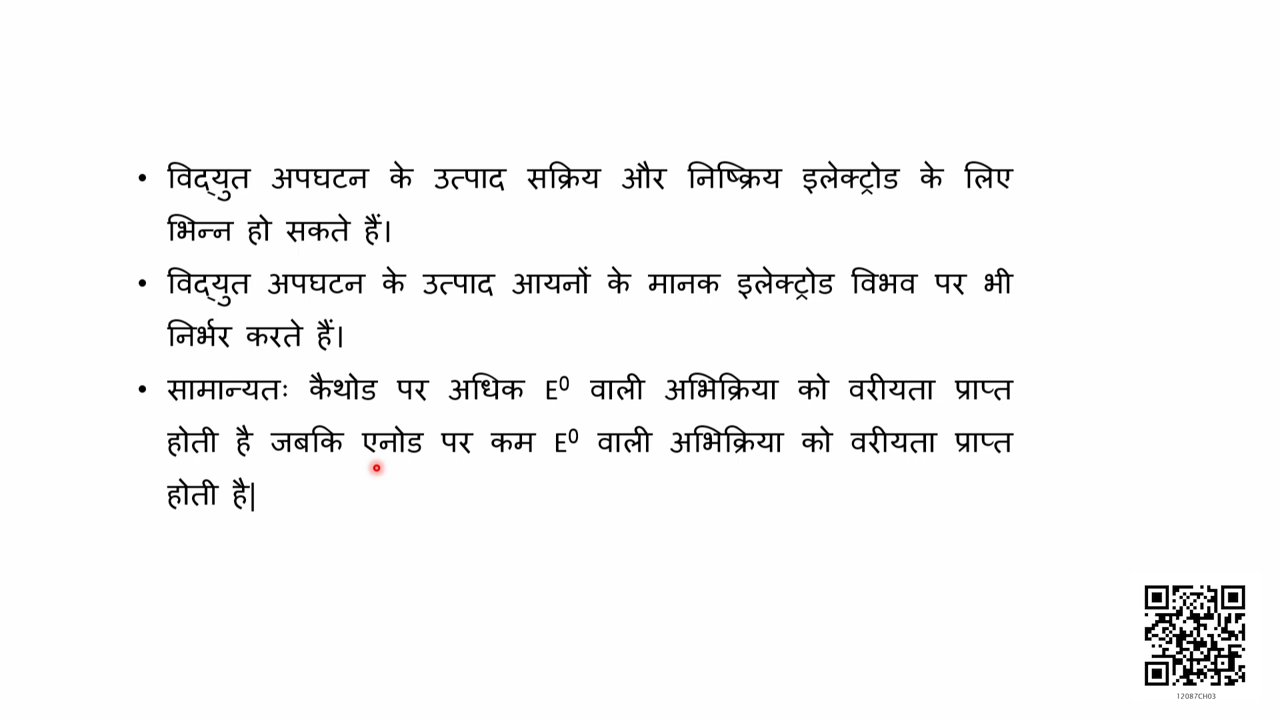 • विद्युत अपघटन के उत्पाद सक्रिय और निष्क्रिय इलेक्ट्रोड के लिए
भिन्न हो सकते हैं।
• विद्युत अपघटन के उत्पाद आयनों के मानक इलेक्ट्रोड विभव पर भी
निर्भर करते हैं।
• सामान्यतः कैथोड पर अधिक E⁰ वाली अभिक्रिया को वरीयता प्राप्त
होती है जबकि एनोड पर कम E⁰ वाली अभिक्रिया को वरीयता प्राप्त
होती है|
12087CH03